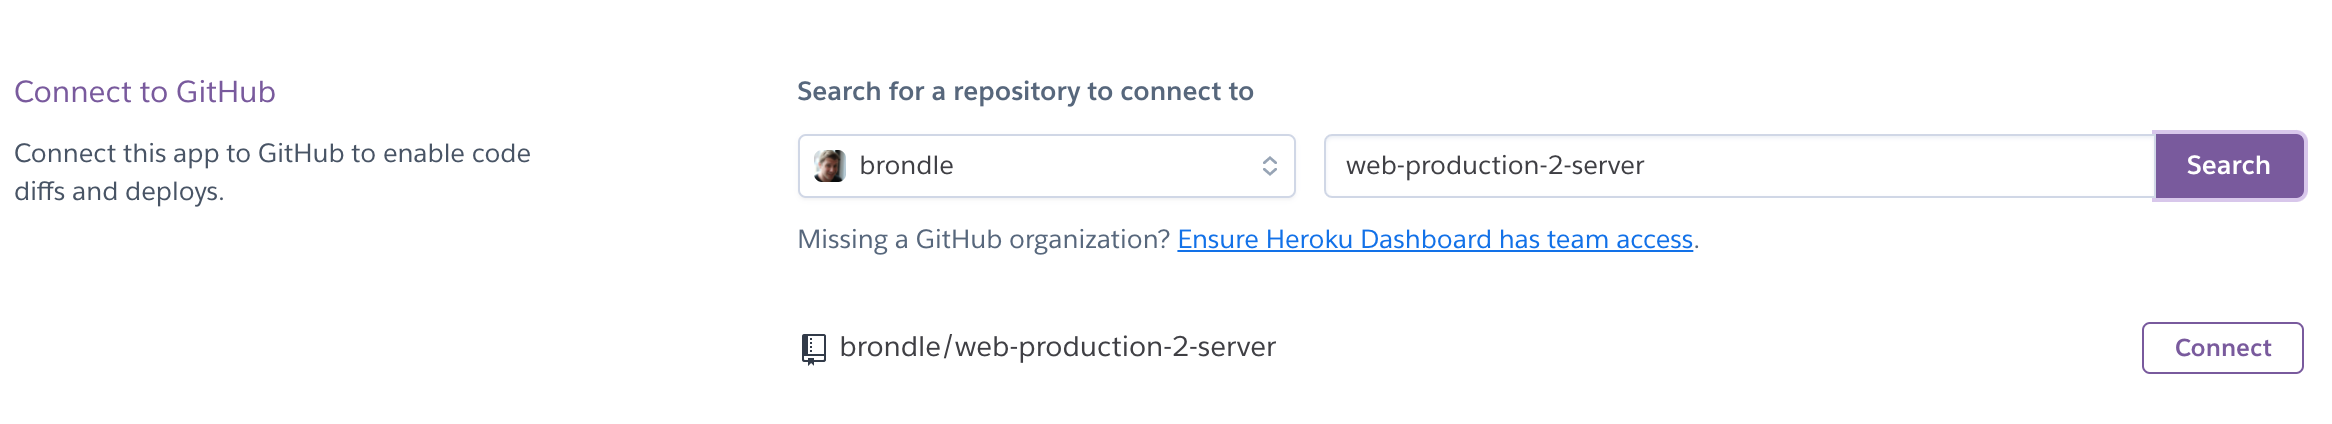 Connect to GitHub
Connect this app to GitHub to enable code
diffs and deploys.
Search for a repository to connect to
brondle
web-production-2-server
Search
Missing a GitHub organization? Ensure Heroku Dashboard has team access.
brondle/web-production-2-server
Connect